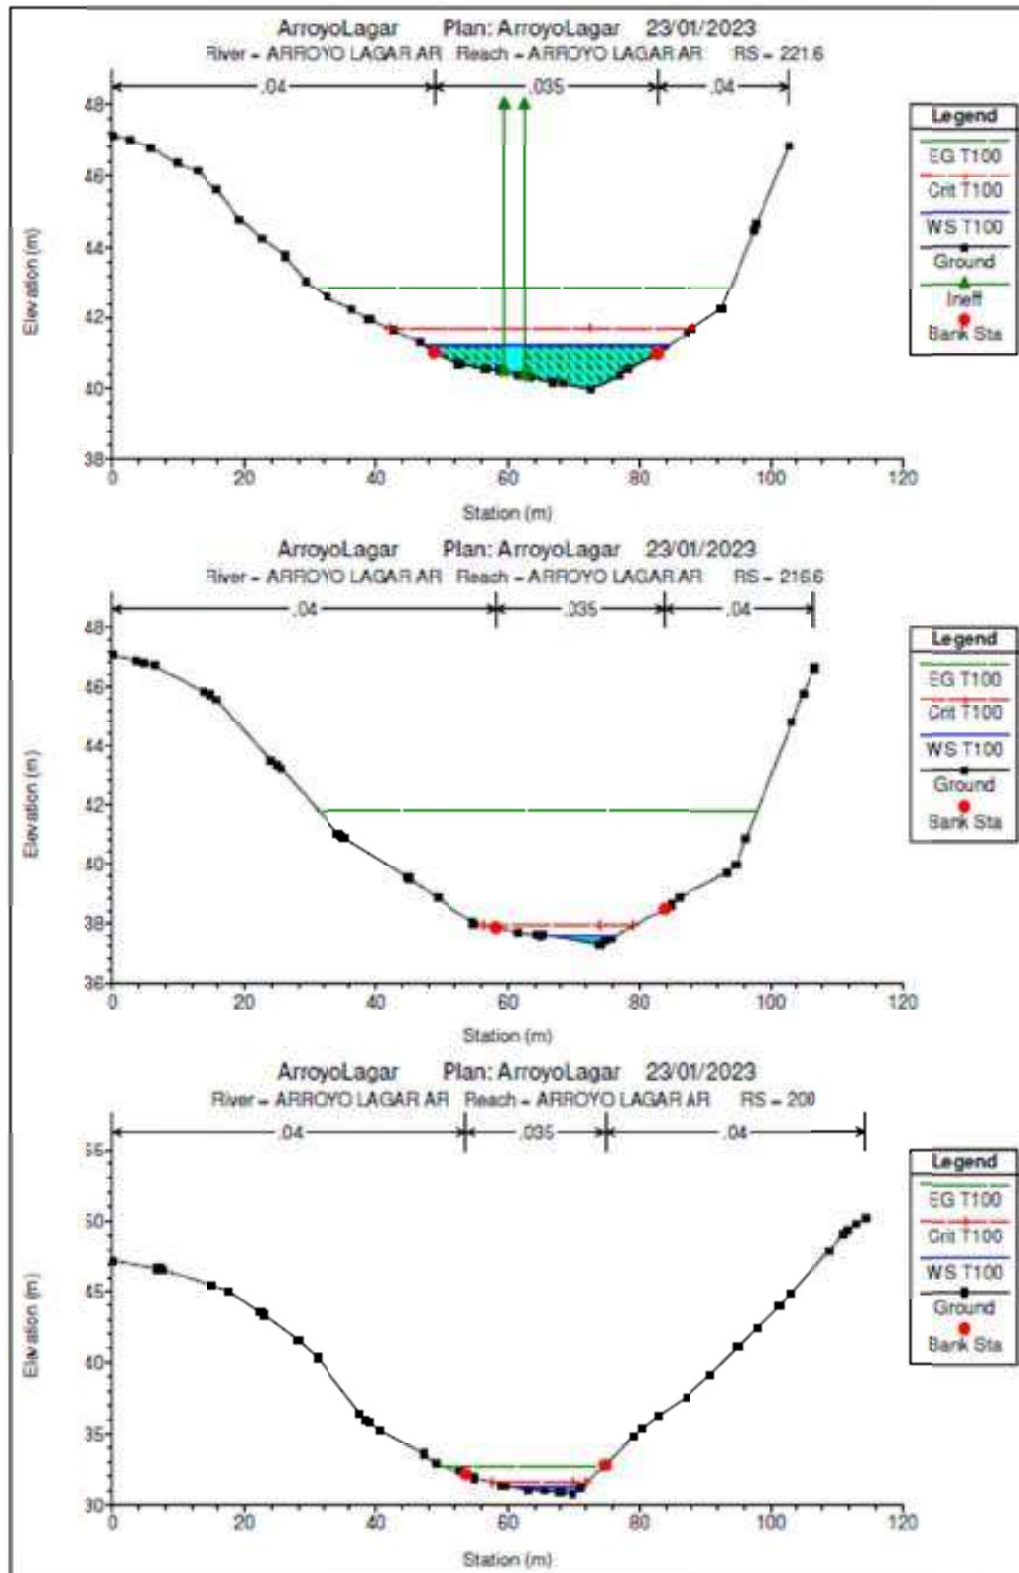 ArroyoLagar Plan: ArroyoLagar 23/01/2023
River = ARROYO LAGAR AR Reach = ARROYO LAGAR AR RS = 221.6
.04 .035 .04
48
46
44
42
40
38
0 20 40 60 80 100 120
Elevation (m)
Station (m)
Legend
EG T100
Crit T100
WS T100
Ground
Ineff
Bank Sta
ArroyoLagar Plan: ArroyoLagar 23/01/2023
River = ARROYO LAGAR AR Reach = ARROYO LAGAR AR RS = 216.6
.04 .035 .04
48
46
44
42
40
38
36
0 20 40 60 80 100 120
Elevation (m)
Station (m)
Legend
EG T100
Crit T100
WS T100
Ground
Bank Sta
ArroyoLagar Plan: ArroyoLagar 23/01/2023
River = ARROYO LAGAR AR Reach = ARROYO LAGAR AR RS = 200
.04 .035 .04
55
50
45
40
35
30
0 20 40 60 80 100 120
Elevation (m)
Station (m)
Legend
EG T100
Crit T100
WS T100
Ground
Bank Sta